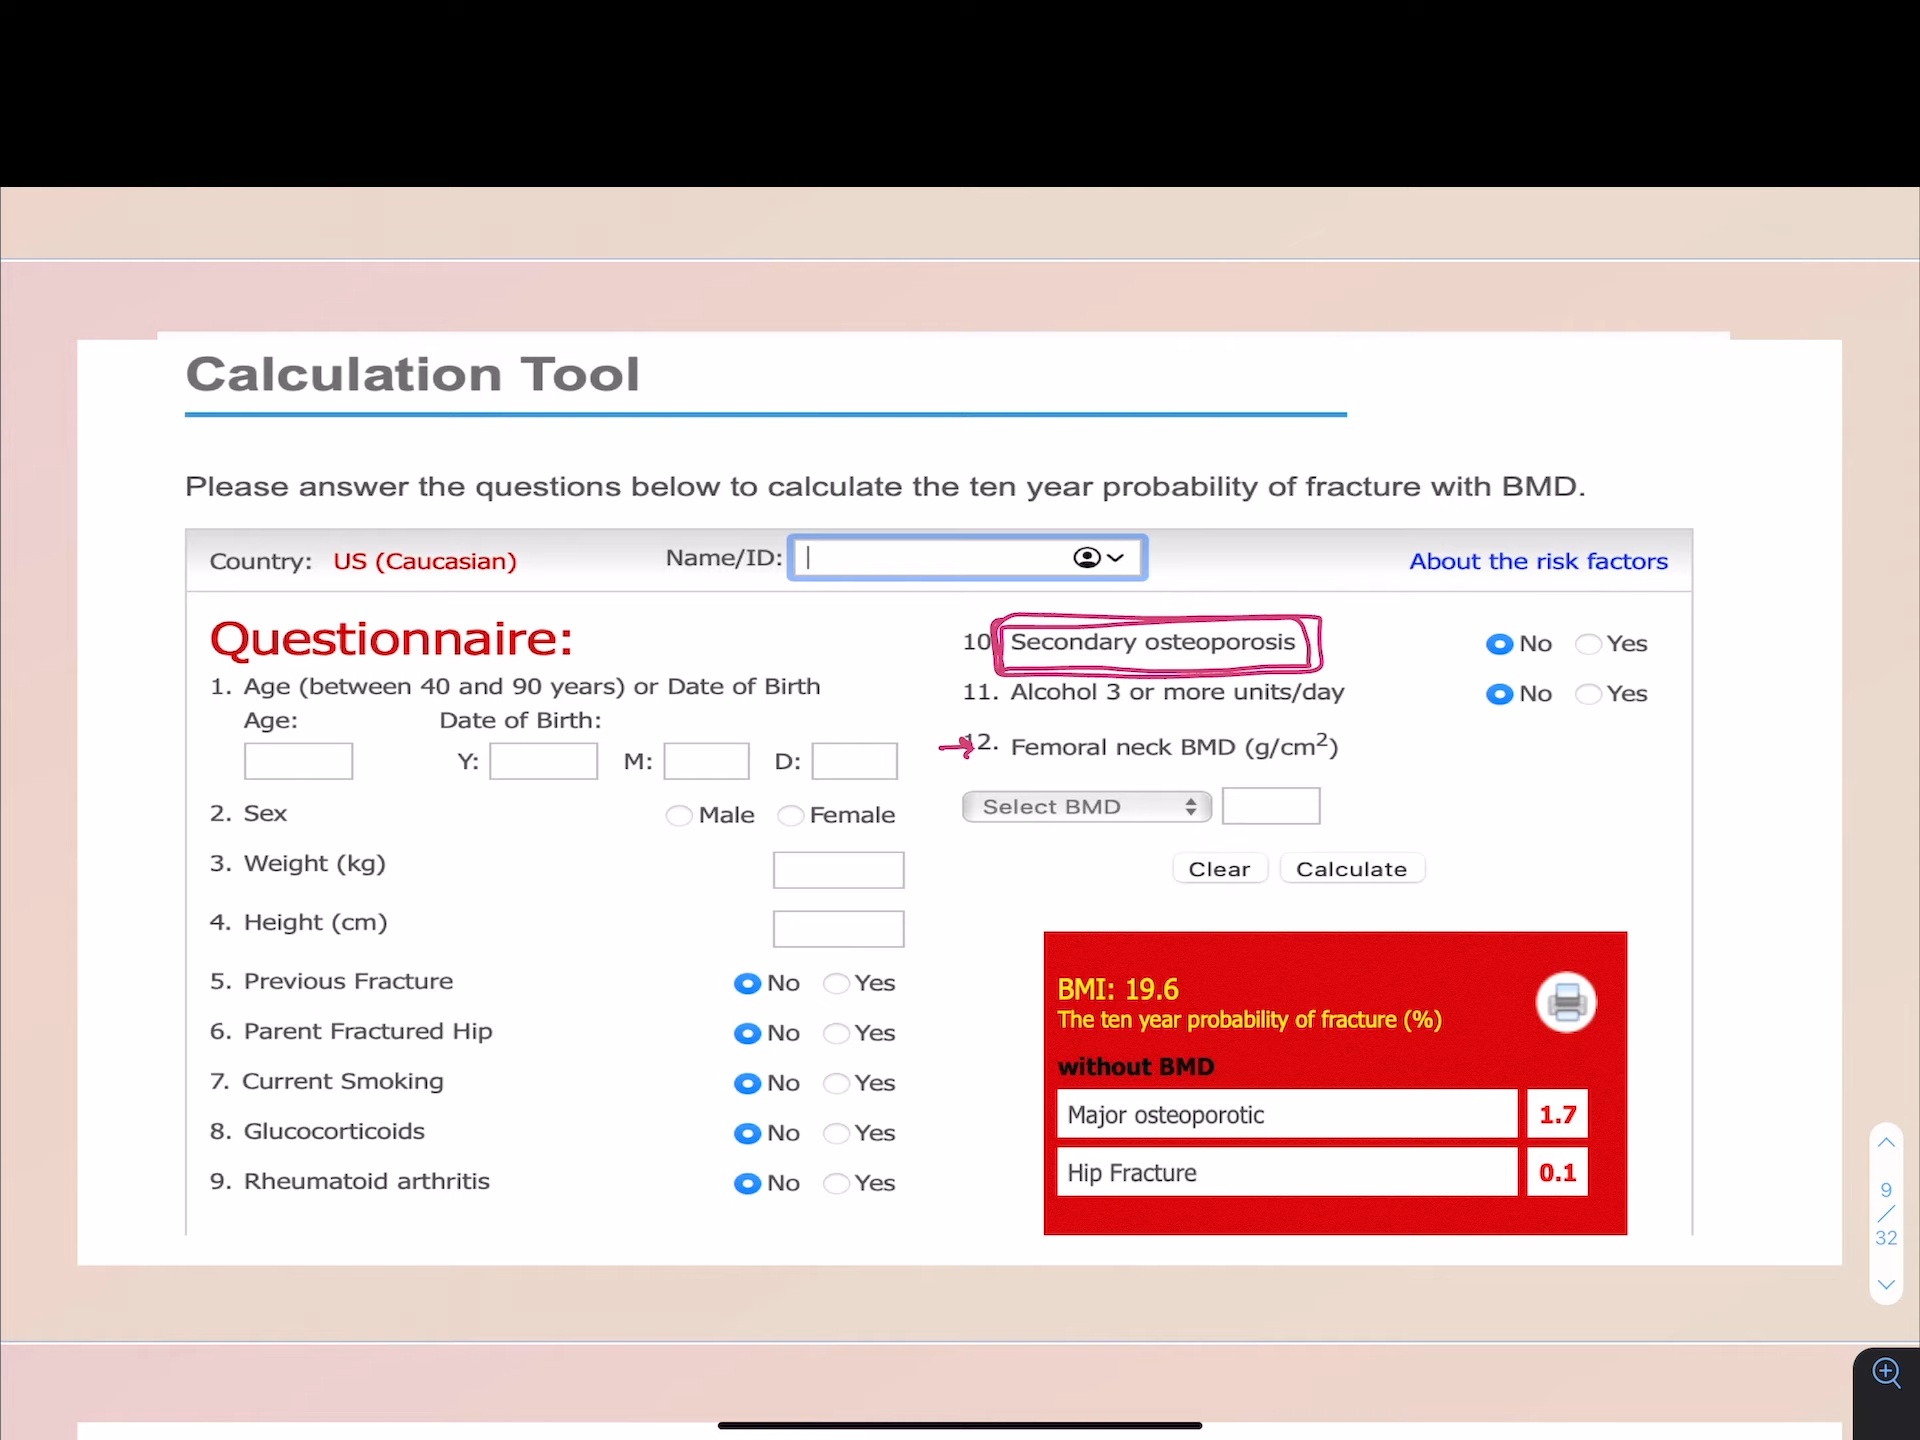 Calculation Tool
Please answer the questions below to calculate the ten year probability of fracture with BMD.
Country: US (Caucasian) Name/ID: About the risk factors
Questionnaire:
1. Age (between 40 and 90 years) or Date of Birth
Age: Date of Birth:
Y: M: D:
2. Sex Male Female
3. Weight (kg)
4. Height (cm)
5. Previous Fracture No Yes
6. Parent Fractured Hip No Yes
7. Current Smoking No Yes
8. Glucocorticoids No Yes
9. Rheumatoid arthritis No Yes
10 Secondary osteoporosis No Yes
11. Alcohol 3 or more units/day No Yes
12. Femoral neck BMD (g/cm²)
Select BMD
Clear Calculate
BMI: 19.6
The ten year probability of fracture (%)
without BMD
Major osteoporotic 1.7
Hip Fracture 0.1
9
/
32